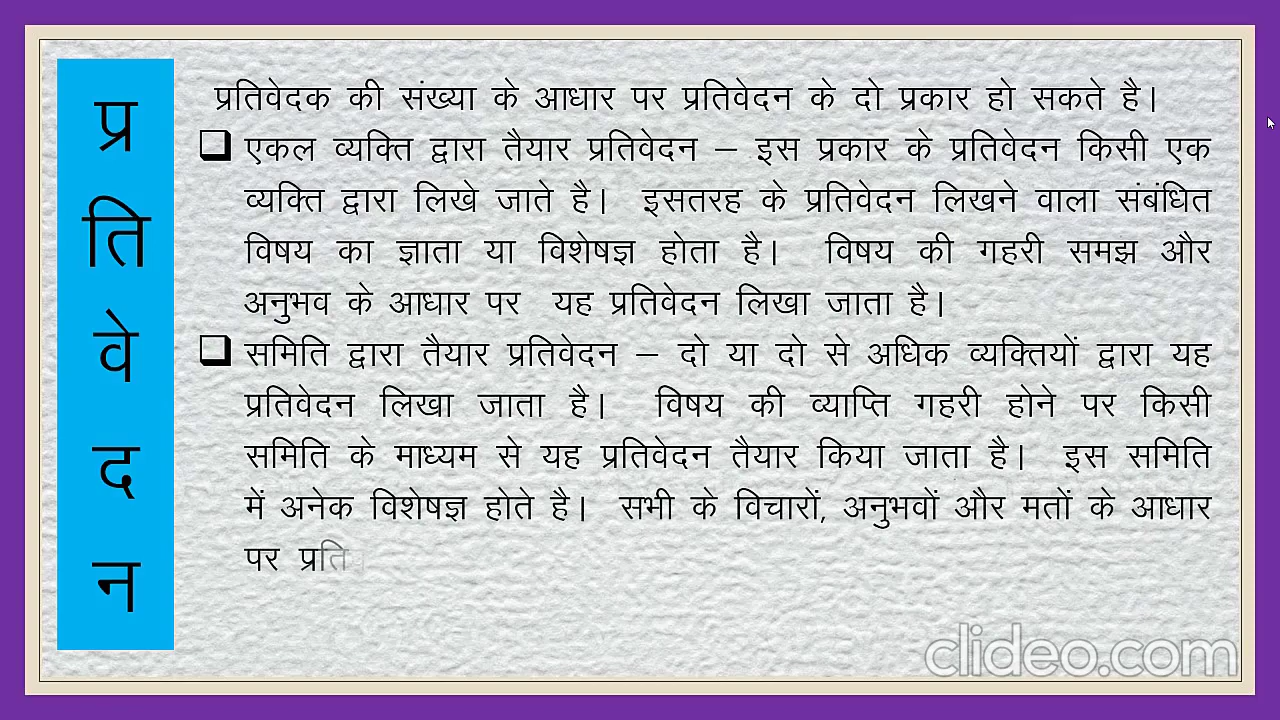 प्रतिवेदन
प्रतिवेदक की संख्या के आधार पर प्रतिवेदन के दो प्रकार हो सकते है।
एकल व्यक्ति द्वारा तैयार प्रतिवेदन – इस प्रकार के प्रतिवेदन किसी एक
व्यक्ति द्वारा लिखे जाते है। इसतरह के प्रतिवेदन लिखने वाला संबंधित
विषय का ज्ञाता या विशेषज्ञ होता है। विषय की गहरी समझ और
अनुभव के आधार पर यह प्रतिवेदन लिखा जाता है।
समिति द्वारा तैयार प्रतिवेदन – दो या दो से अधिक व्यक्तियों द्वारा यह
प्रतिवेदन लिखा जाता है। विषय की व्याप्ति गहरी होने पर किसी
समिति के माध्यम से यह प्रतिवेदन तैयार किया जाता है। इस समिति
में अनेक विशेषज्ञ होते है। सभी के विचारों, अनुभवों और मतों के आधार
पर प्रति
clideo.com